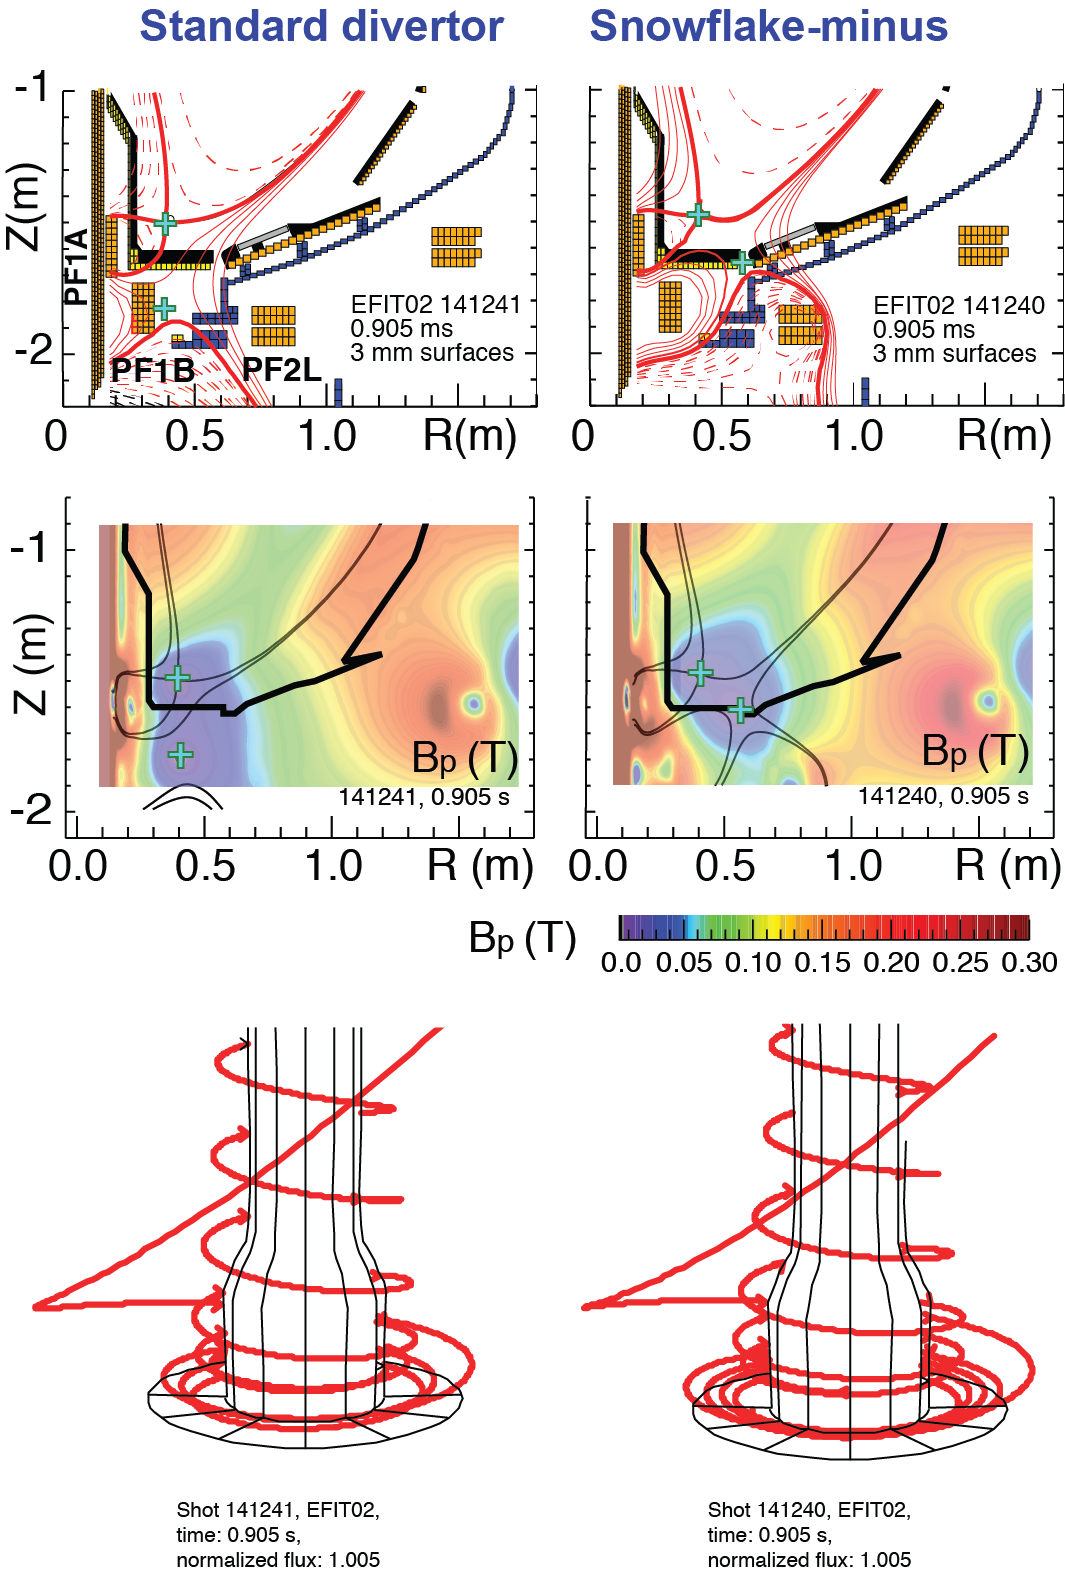 Standard divertor
Snowflake-minus
-1
Z(m)
-2
PF1A
PF1B
PF2L
EFIT02 141241
0.905 ms
3 mm surfaces
0
0.5
1.0
R(m)
EFIT02 141240
0.905 ms
3 mm surfaces
0
0.5
1.0
R(m)
-1
Z (m)
-2
Bp (T)
141241, 0.905 s
0.0
0.5
1.0
R (m)
Bp (T)
141240, 0.905 s
0.0
0.5
1.0
R (m)
Bp (T)
0.0 0.05 0.10 0.15 0.20 0.25 0.30
Shot 141241, EFIT02,
time: 0.905 s,
normalized flux: 1.005
Shot 141240, EFIT02,
time: 0.905 s,
normalized flux: 1.005